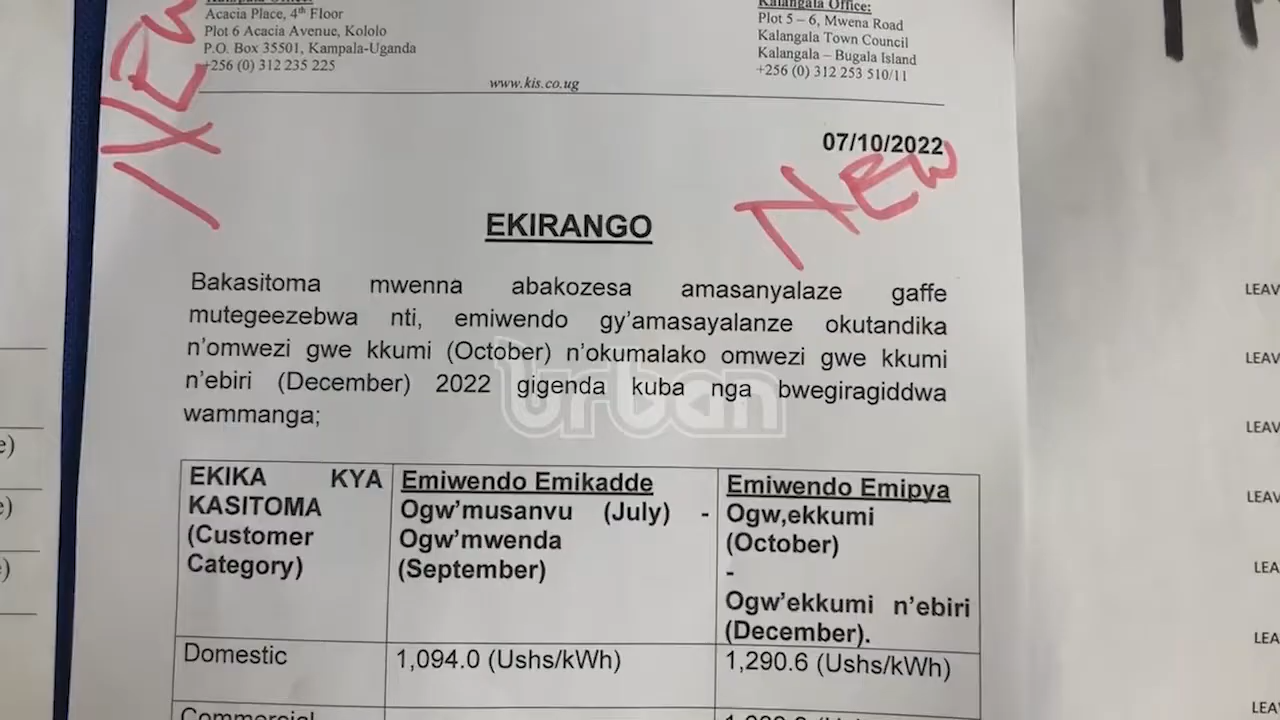 Acacia Place, 4th Floor
Plot 6 Acacia Avenue, Kololo
P.O. Box 35501, Kampala-Uganda
+256 (0) 312 235 225
Kalangala Office:
Plot 5 – 6, Mwena Road
Kalangala Town Council
Kalangala – Bugala Island
+256 (0) 312 253 510/11
www.kis.co.ug
NEW
07/10/2022
NEW
EKIRANGO
Bakasitoma mwenna abakozesa amasanyalaze gaffe
mutegeezebwa nti, emiwendo gy’amasayalanze okutandika
n’omwezi gwe kkumi (October) n’okumalako omwezi gwe kkumi
n’ebiri (December) 2022 gigenda kuba nga bwegiragiddwa
wammanga;
urban
EKIKA KYA
KASITOMA
(Customer
Category)
Emiwendo Emikadde
Ogw’musanvu (July) -
Ogw’mwenda
(September)
Emiwendo Emipya
Ogw,ekkumi
(October)
-
Ogw’ekkumi n’ebiri
(December).
Domestic
1,094.0 (Ushs/kWh)
1,290.6 (Ushs/kWh)
Commercial
e)
e)
e)
LEAV
LEAV
LEAV
LEAV
LEA
LEA
LEA